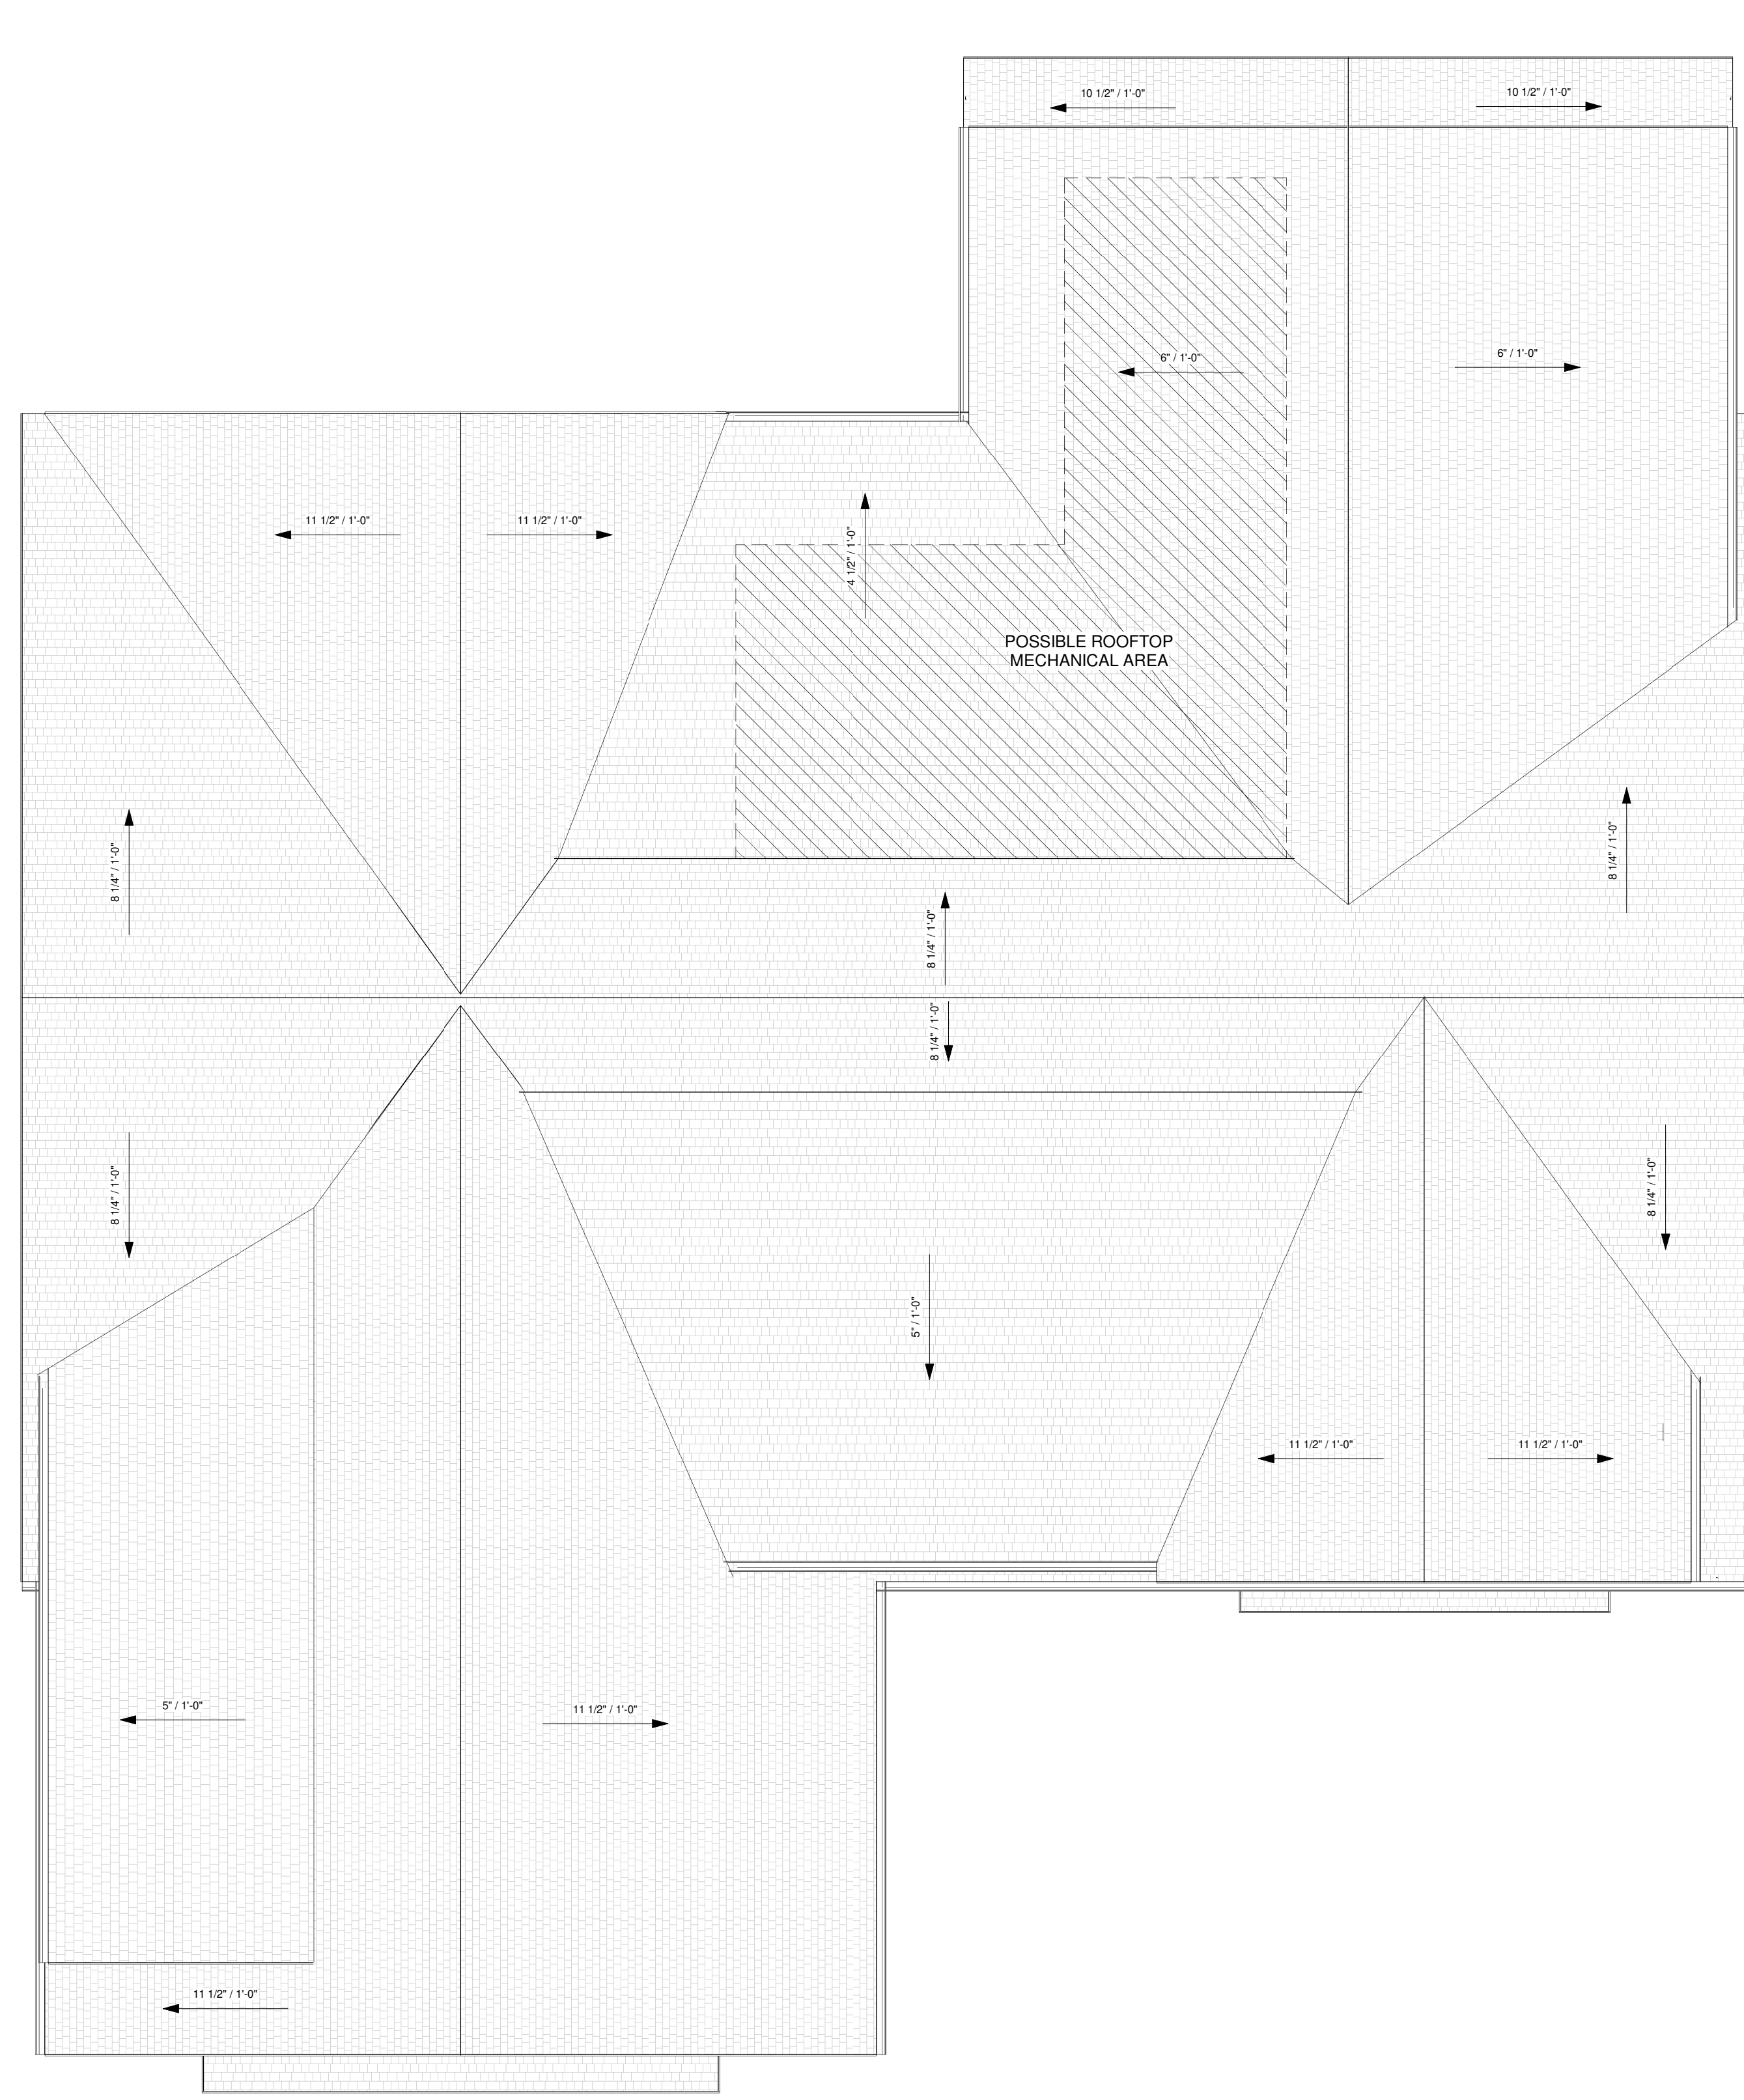 10 1/2" / 1'-0"
10 1/2" / 1'-0"
6" / 1'-0"
6" / 1'-0"
11 1/2" / 1'-0"
11 1/2" / 1'-0"
4 1/2" / 1'-0"
POSSIBLE ROOFTOP
MECHANICAL AREA
8 1/4" / 1'-0"
8 1/4" / 1'-0"
8 1/4" / 1'-0"
8 1/4" / 1'-0"
8 1/4" / 1'-0"
8 1/4" / 1'-0"
5" / 1'-0"
11 1/2" / 1'-0"
11 1/2" / 1'-0"
5" / 1'-0"
11 1/2" / 1'-0"
11 1/2" / 1'-0"